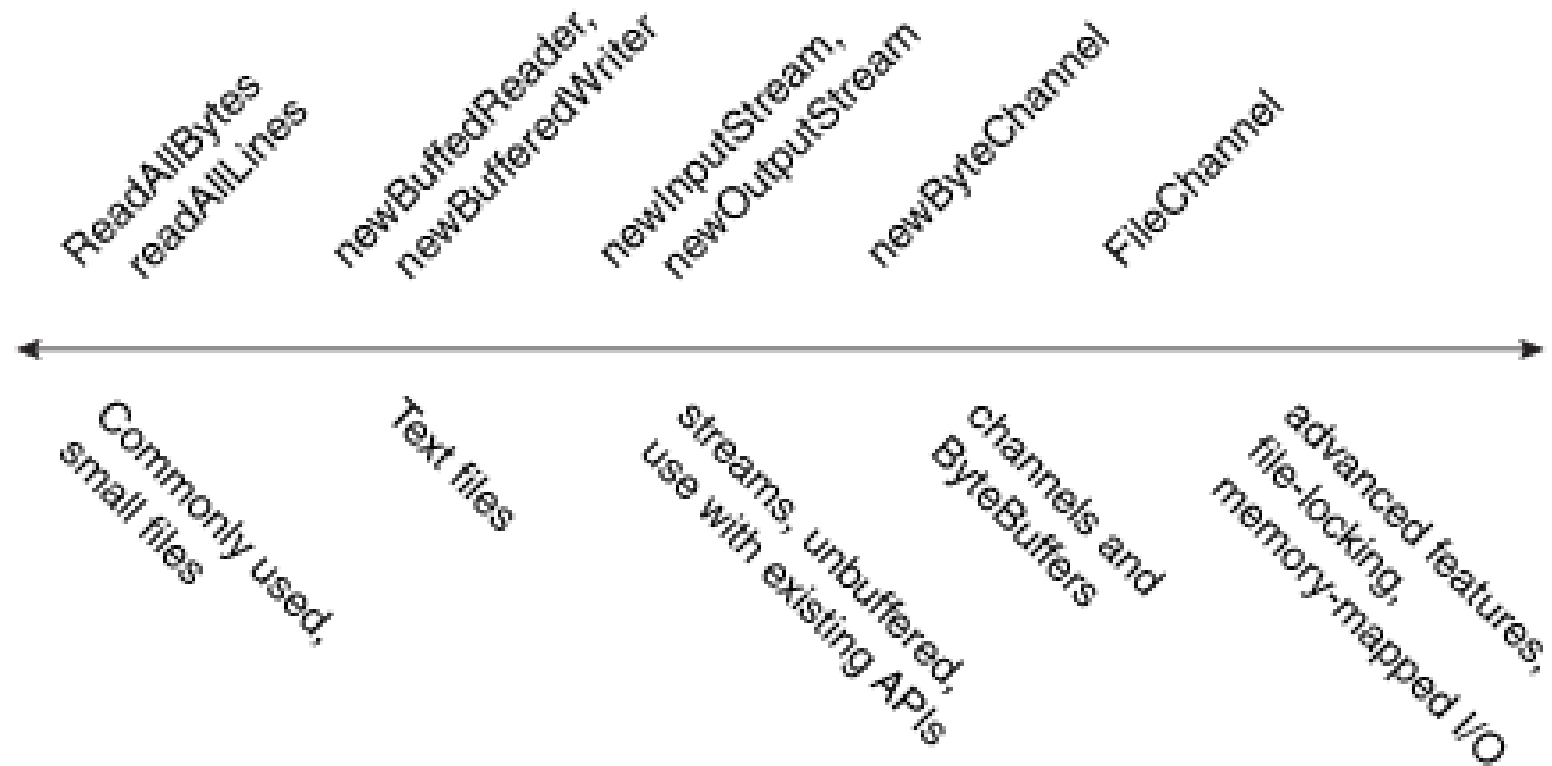 ReadAllBytes
readAllLines
newBuffedReader,
newBufferedWriter
newInputStream,
newOutputStream
newByteChannel
FileChannel
Commonly used,
small files
Text files
streams, unbuffered,
use with existing APIs
channels and
ByteBuffers
advanced features,
file-locking,
memory-mapped I/O